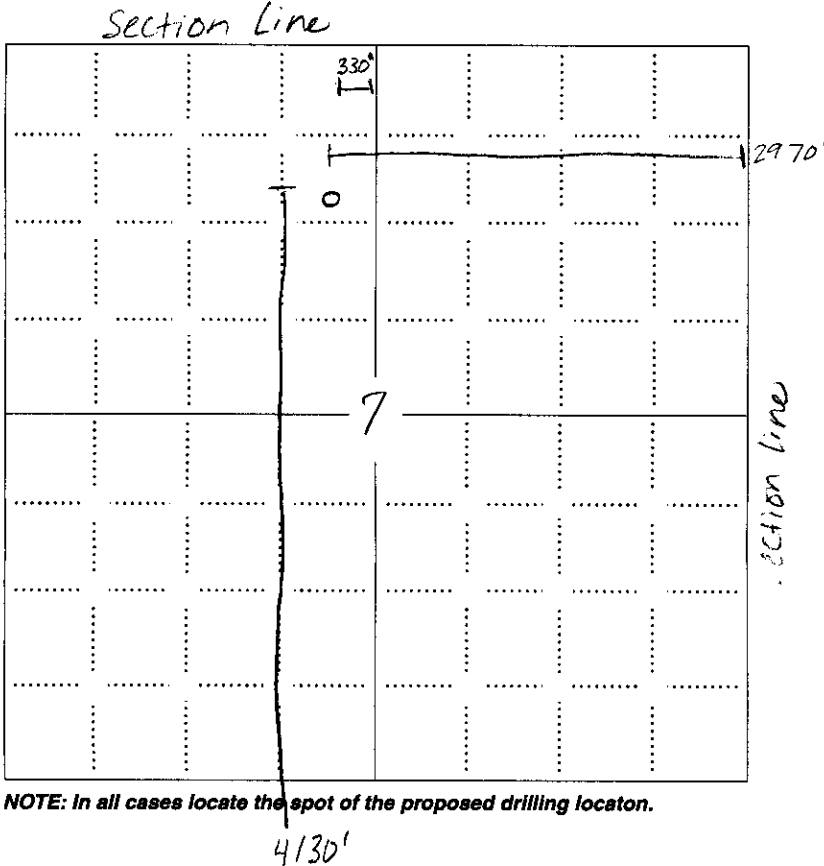 Section Line
330'
2970'
O
7
ection line
NOTE: In all cases locate the spot of the proposed drilling locaton.
4130'